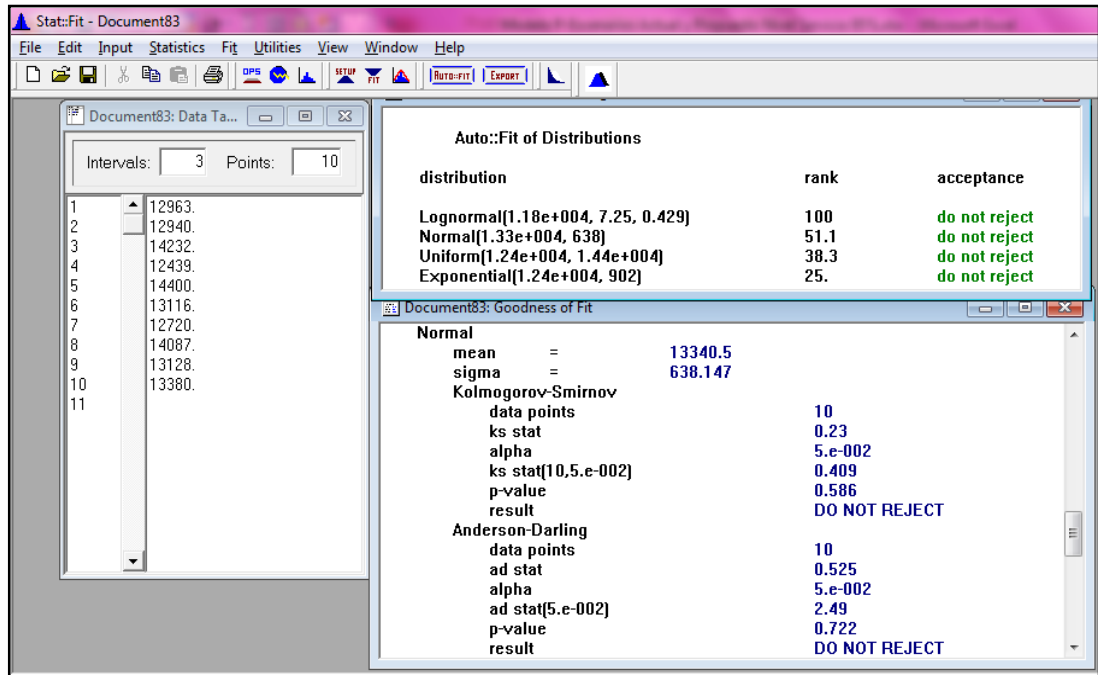 Stat::Fit - Document83
File Edit Input Statistics Fit Utilities View Window Help
OPS SETUP FIT AUTO::FIT EXPORT
Document83: Data Ta...
Intervals: 3 Points: 10
1 12963.
2 12940.
3 14232.
4 12439.
5 14400.
6 13116.
7 12720.
8 14087.
9 13128.
10 13380.
11
Auto::Fit of Distributions
distribution rank acceptance
Lognormal(1.18e+004, 7.25, 0.429) 100 do not reject
Normal(1.33e+004, 638) 51.1 do not reject
Uniform(1.24e+004, 1.44e+004) 38.3 do not reject
Exponential(1.24e+004, 902) 25. do not reject
Document83: Goodness of Fit
Normal
mean = 13340.5
sigma = 638.147
Kolmogorov-Smirnov
data points 10
ks stat 0.23
alpha 5.e-002
ks stat(10,5.e-002) 0.409
p-value 0.586
result DO NOT REJECT
Anderson-Darling
data points 10
ad stat 0.525
alpha 5.e-002
ad stat(5.e-002) 2.49
p-value 0.722
result DO NOT REJECT